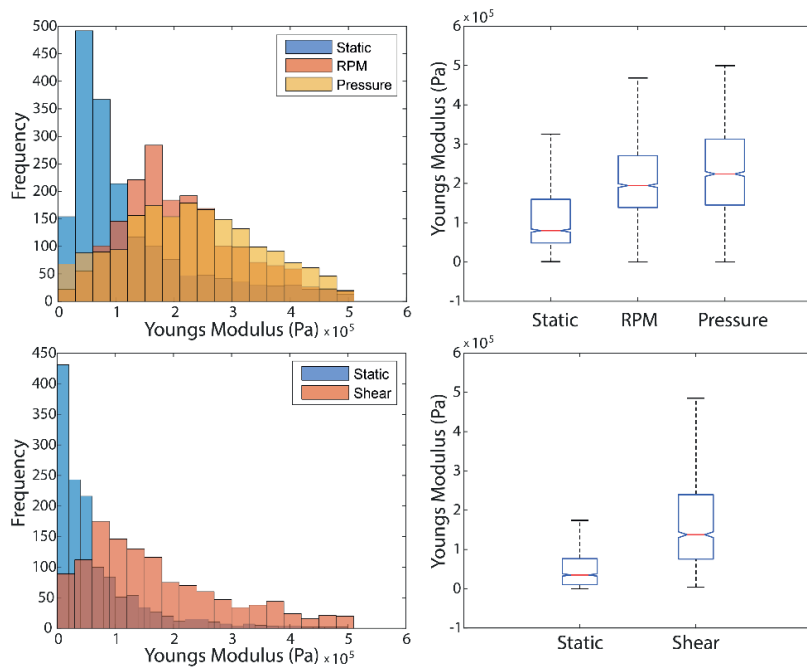 500
450
400
350
300
250
200
150
100
50
0
Frequency
Static
RPM
Pressure
0 1 2 3 4 5 6
Youngs Modulus (Pa) ×10⁵
×10⁵
6
5
4
3
2
1
0
-1
Youngs Modulus (Pa)
Static RPM Pressure
450
400
350
300
250
200
150
100
50
0
Frequency
Static
Shear
0 1 2 3 4 5 6
Youngs Modulus (Pa) ×10⁵
×10⁵
6
5
4
3
2
1
0
-1
Youngs Modulus (Pa)
Static Shear